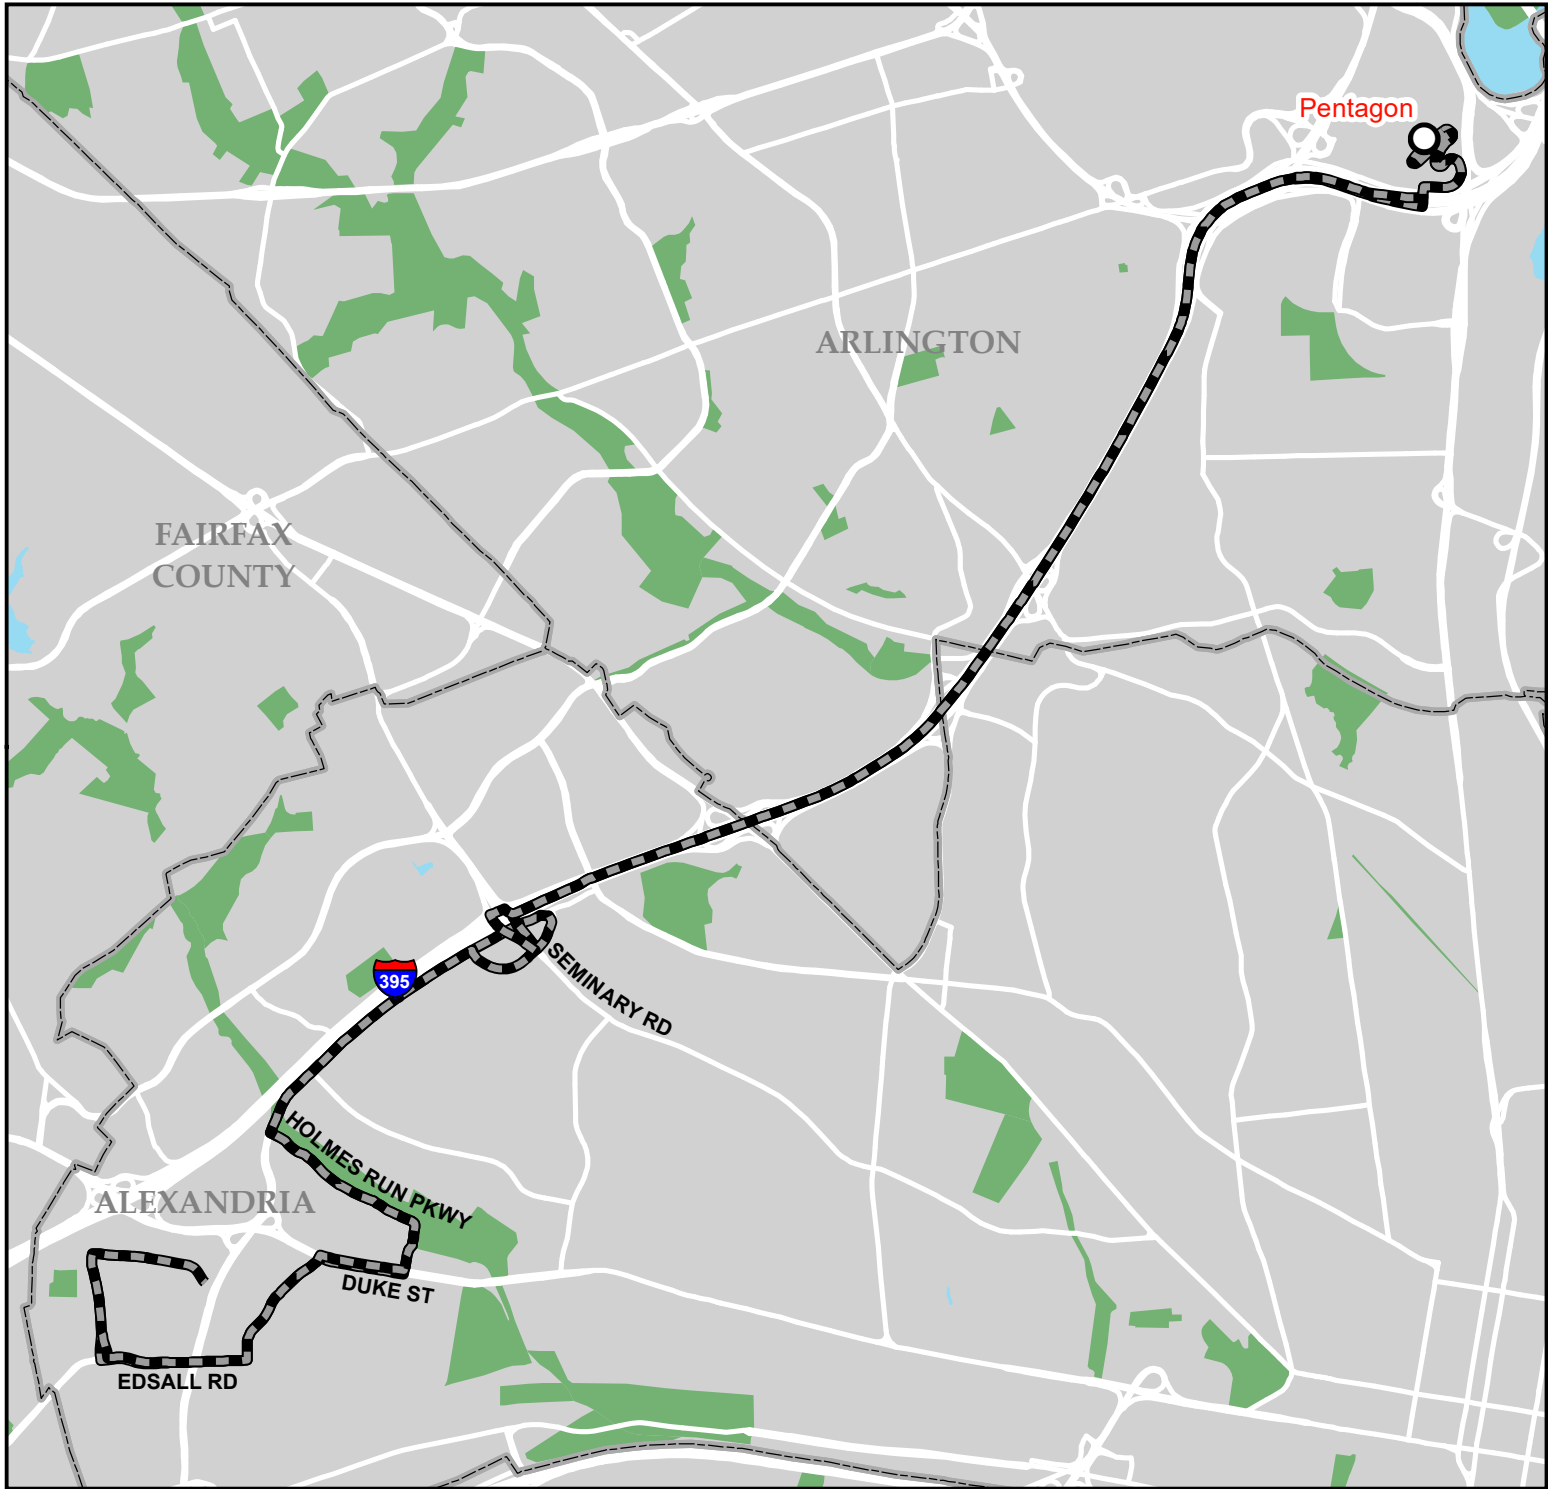 Pentagon
ARLINGTON
FAIRFAX
COUNTY
SEMINARY RD
395
HOLMES RUN PKWY
ALEXANDRIA
DUKE ST
EDSALL RD